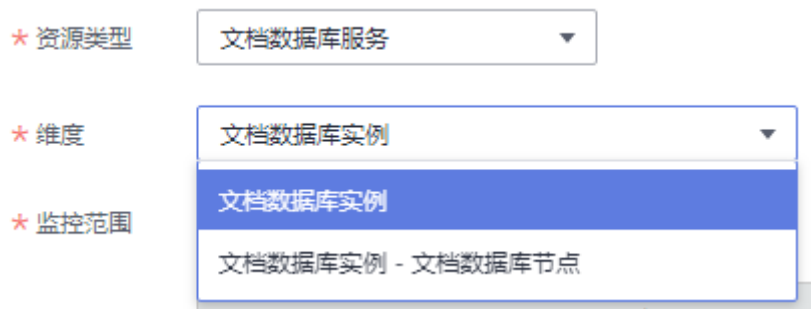 * 资源类型 文档数据库服务
* 维度 文档数据库实例
文档数据库实例
* 监控范围
文档数据库实例 - 文档数据库节点